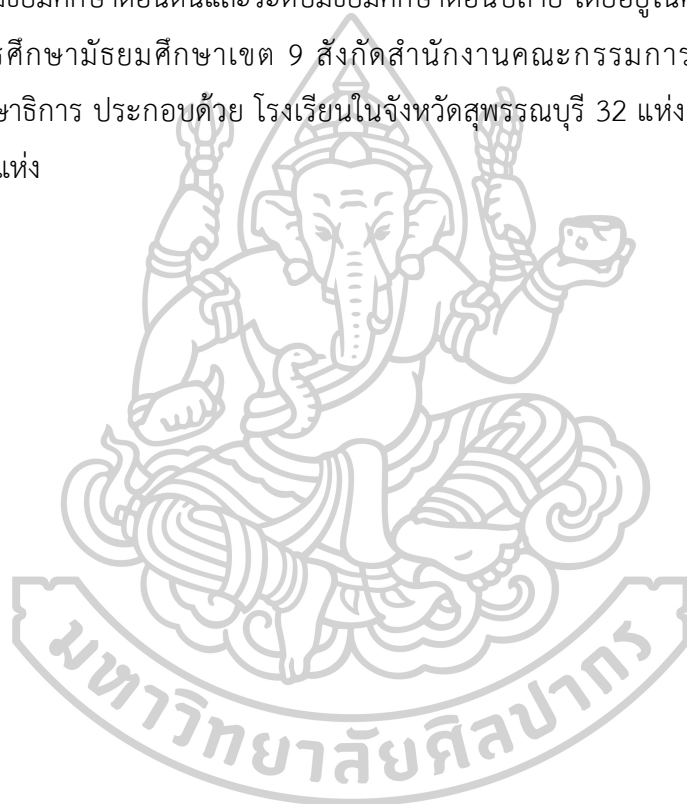 รศึกษามัธยมศึกษาเขต 9 สังกัดสำนักงานคณะกรรมการ
ษาธิการ ประกอบด้วย โรงเรียนในจังหวัดสุพรรณบุรี 32 แห่ง
แห่ง
มหาวิทยาลัยศิลปากร